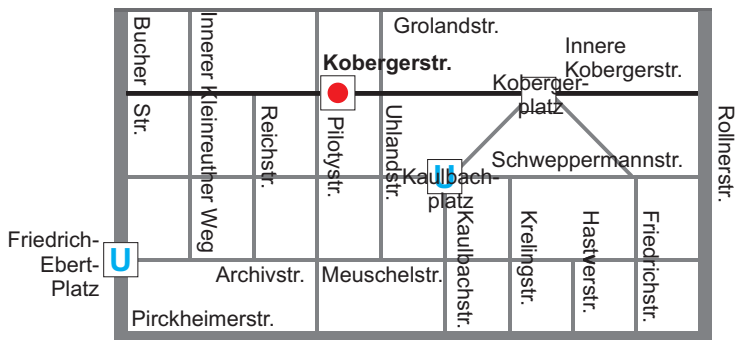 Grolandstr.
Bucher
Str.
Innerer Kleinreuther Weg
Innere
Kobergerstr.
Kobergerstr.
Koberger-
platz
Reichstr.
Pilotystr.
Uhlandstr.
Rollnerstr.
Schweppermannstr.
U
Kaulbach-
platz
Kaulbachstr.
Krelingstr.
Hastverstr.
Friedrichstr.
Friedrich-
Ebert-
Platz
U
Archivstr.
Meuschelstr.
Pirckheimerstr.